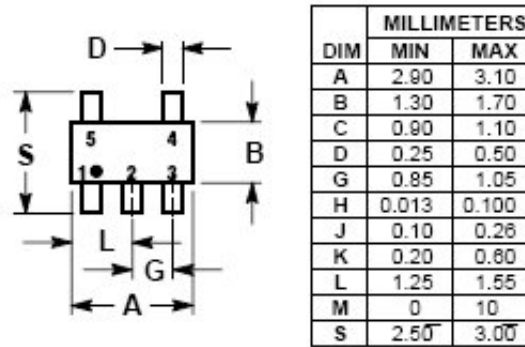 D
S
5 4
B
1 2 3
L
G
A
MILLIMETERS
DIM MIN MAX
A 2.90 3.10
B 1.30 1.70
C 0.90 1.10
D 0.25 0.50
G 0.85 1.05
H 0.013 0.100
J 0.10 0.26
K 0.20 0.60
L 1.25 1.55
M 0 10
S 2.50 3.00